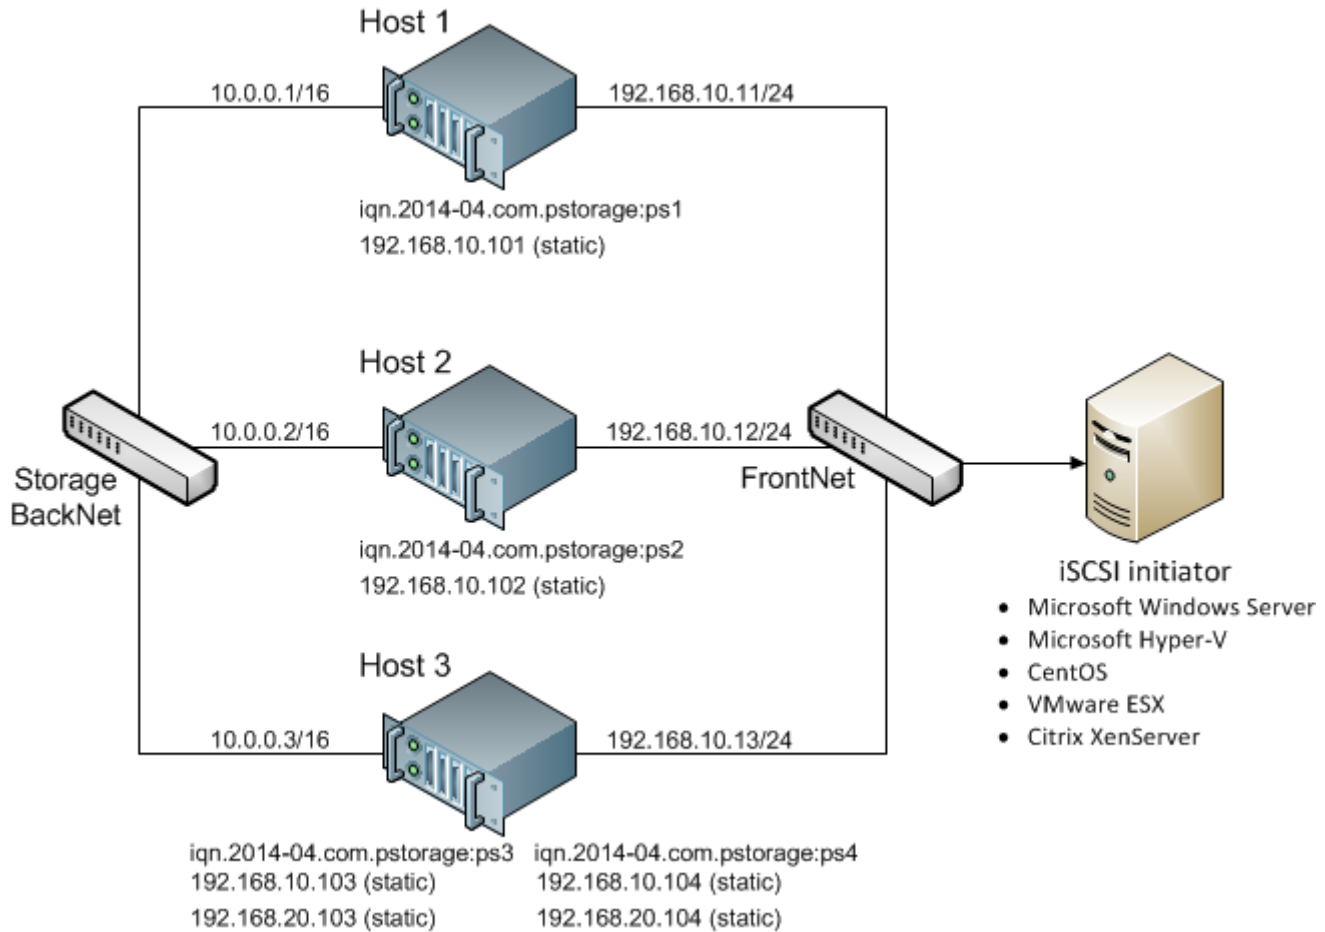 Host 1
10.0.0.1/16
192.168.10.11/24
iqn.2014-04.com.pstorage:ps1
192.168.10.101 (static)
Host 2
10.0.0.2/16
192.168.10.12/24
Storage
BackNet
FrontNet
iqn.2014-04.com.pstorage:ps2
192.168.10.102 (static)
iSCSI initiator
• Microsoft Windows Server
• Microsoft Hyper-V
• CentOS
• VMware ESX
• Citrix XenServer
Host 3
10.0.0.3/16
192.168.10.13/24
iqn.2014-04.com.pstorage:ps3
192.168.10.103 (static)
192.168.20.103 (static)
iqn.2014-04.com.pstorage:ps4
192.168.10.104 (static)
192.168.20.104 (static)